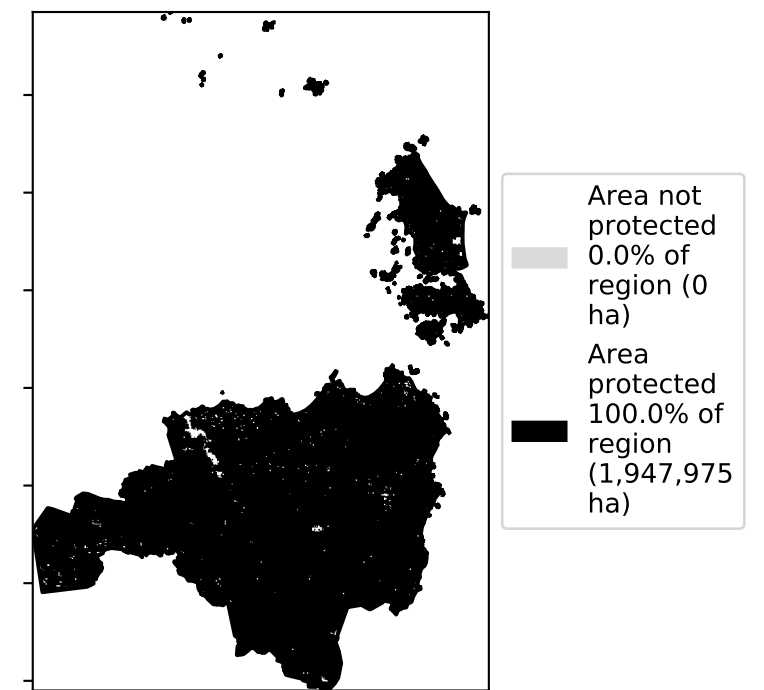 Area not
protected
0.0% of
region (0
ha)
Area
protected
100.0% of
region
(1,947,975
ha)